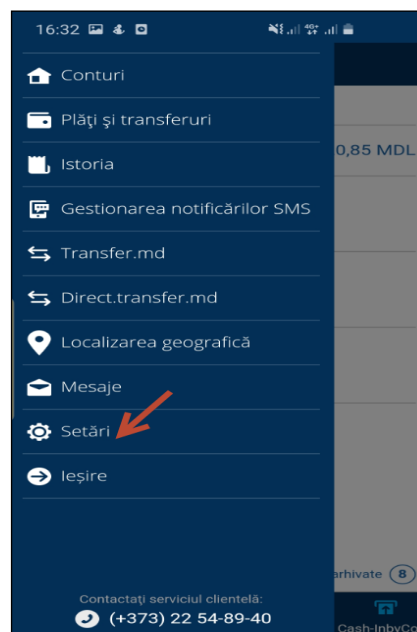 16:32
4G+
Conturi
0,85 MDL
Plăţi şi transferuri
Istoria
Gestionarea notificărilor SMS
Transfer.md
Direct.transfer.md
Localizarea geografică
Mesaje
Setări
Ieşire
arhivate 8
Contactaţi serviciul clientelă:
(+373) 22 54-89-40
Cash-InbyCo